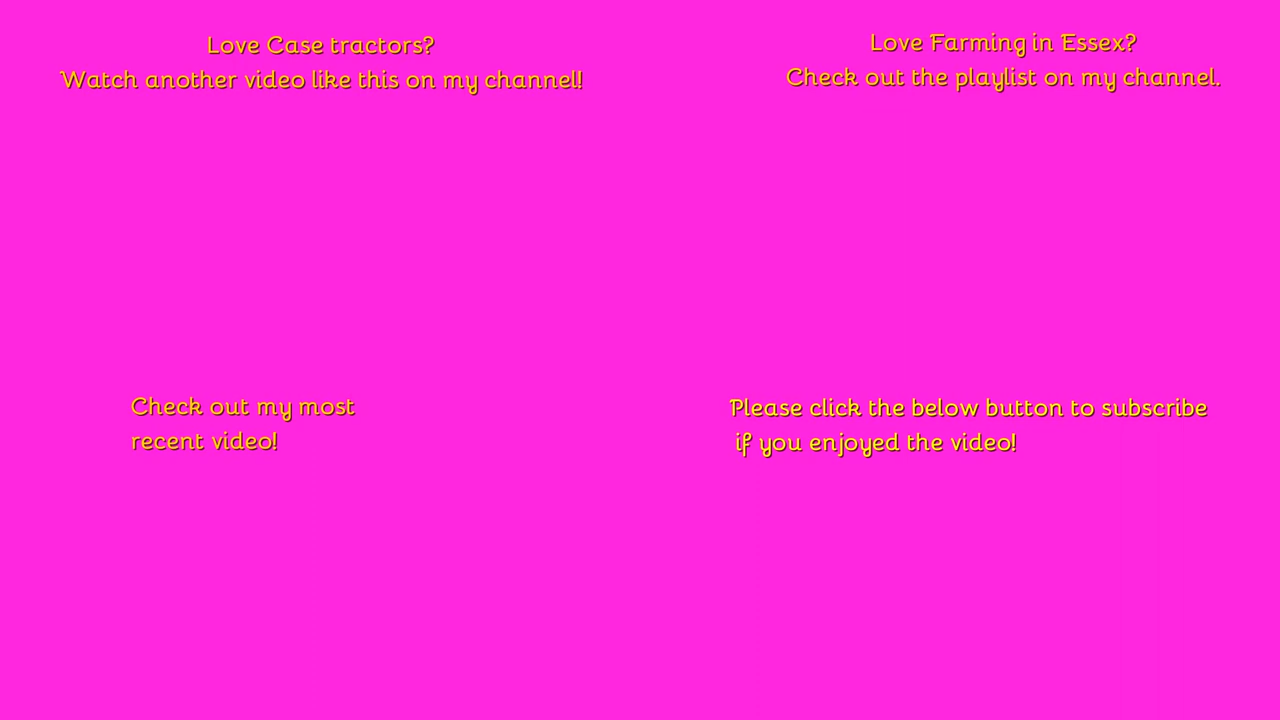 Love Case tractors?
Watch another video like this on my channel!
Love Farming in Essex?
Check out the playlist on my channel.
Check out my most
recent video!
Please click the below button to subscribe
if you enjoyed the video!